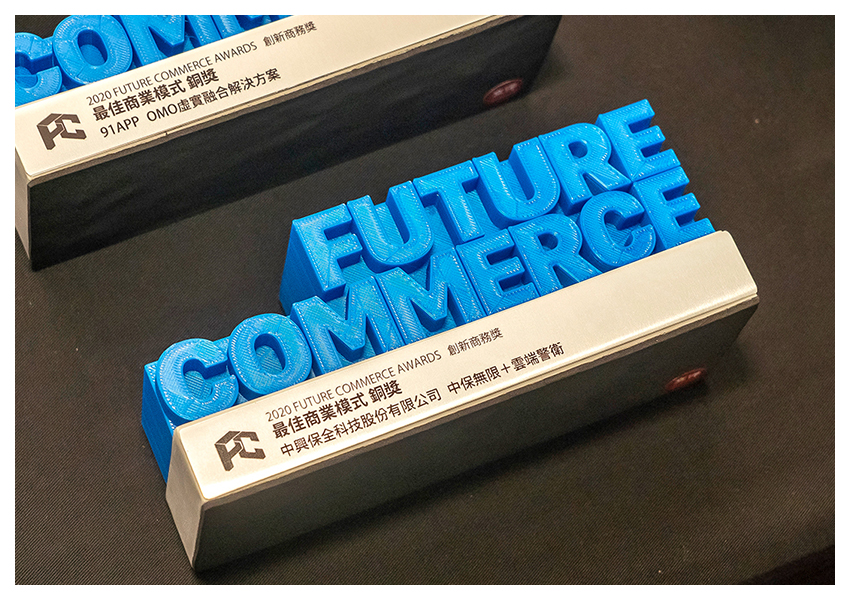 COMM
2020 FUTURE COMMERCE AWARDS 創新商務獎
最佳商業模式 銅獎
91APP OMO虛實融合解決方案
PC
FUTURE
COMMERCE
2020 FUTURE COMMERCE AWARDS 創新商務獎
最佳商業模式 銅獎
中興保全科技股份有限公司 中保無限＋雲端警衛
PC